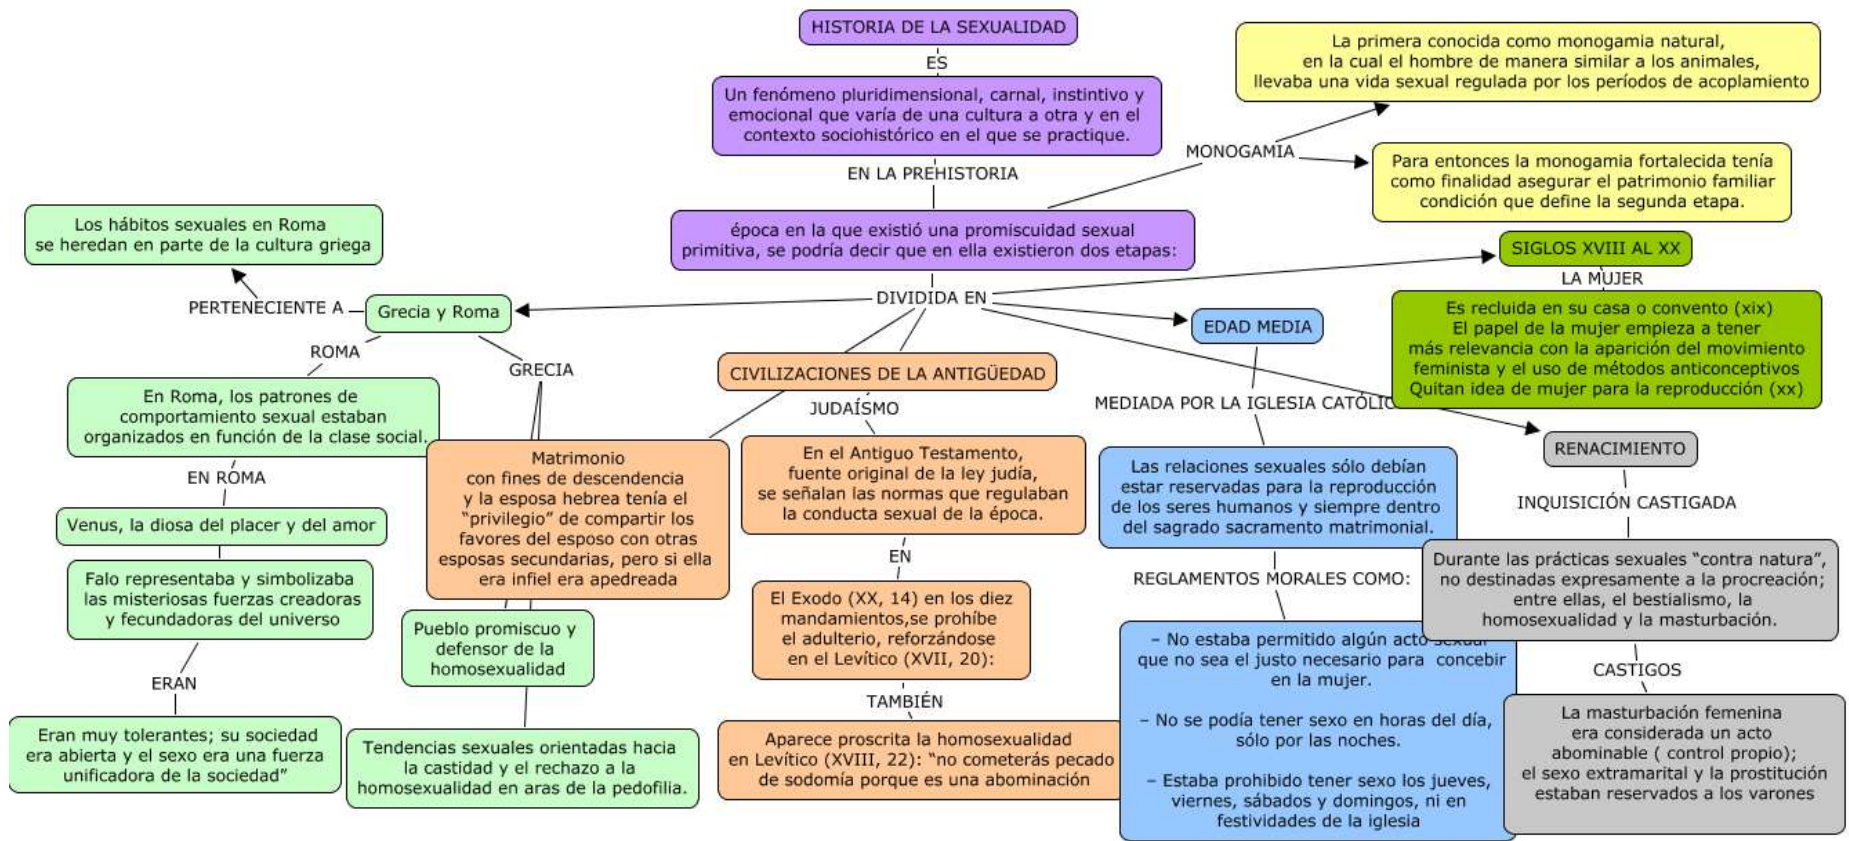 HISTORIA DE LA SEXUALIDAD
ES
Un fenómeno pluridimensional, carnal, instintivo y
emocional que varía de una cultura a otra y en el
contexto sociohistórico en el que se practique.
EN LA PREHISTORIA
época en la que existió una promiscuidad sexual
primitiva, se podría decir que en ella existieron dos etapas:
MONOGAMIA
La primera conocida como monogamia natural,
en la cual el hombre de manera similar a los animales,
llevaba una vida sexual regulada por los períodos de acoplamiento
Para entonces la monogamia fortalecida tenía
como finalidad asegurar el patrimonio familiar
condición que define la segunda etapa.
DIVIDIDA EN
Grecia y Roma
PERTENECIENTE A
Los hábitos sexuales en Roma
se heredan en parte de la cultura griega
ROMA
En Roma, los patrones de
comportamiento sexual estaban
organizados en función de la clase social.
EN ROMA
Venus, la diosa del placer y del amor
Falo representaba y simbolizaba
las misteriosas fuerzas creadoras
y fecundadoras del universo
ERAN
Eran muy tolerantes; su sociedad
era abierta y el sexo era una fuerza
unificadora de la sociedad”
GRECIA
Pueblo promiscuo y
defensor de la
homosexualidad
Tendencias sexuales orientadas hacia
la castidad y el rechazo a la
homosexualidad en aras de la pedofilia.
CIVILIZACIONES DE LA ANTIGÜEDAD
Matrimonio
con fines de descendencia
y la esposa hebrea tenía el
“privilegio” de compartir los
favores del esposo con otras
esposas secundarias, pero si ella
era infiel era apedreada
JUDAÍSMO
En el Antiguo Testamento,
fuente original de la ley judía,
se señalan las normas que regulaban
la conducta sexual de la época.
EN
El Exodo (XX, 14) en los diez
mandamientos,se prohíbe
el adulterio, reforzándose
en el Levítico (XVII, 20):
TAMBIÉN
Aparece proscrita la homosexualidad
en Levítico (XVIII, 22): “no cometerás pecado
de sodomía porque es una abominación
EDAD MEDIA
MEDIADA POR LA IGLESIA CATÓLIC
Las relaciones sexuales sólo debían
estar reservadas para la reproducción
de los seres humanos y siempre dentro
del sagrado sacramento matrimonial.
REGLAMENTOS MORALES COMO:
– No estaba permitido algún acto sexual
que no sea el justo necesario para concebir
en la mujer.
– No se podía tener sexo en horas del día,
sólo por las noches.
– Estaba prohibido tener sexo los jueves,
viernes, sábados y domingos, ni en
festividades de la iglesia
SIGLOS XVIII AL XX
LA MUJER
Es recluida en su casa o convento (xix)
El papel de la mujer empieza a tener
más relevancia con la aparición del movimiento
feminista y el uso de métodos anticonceptivos
Quitan idea de mujer para la reproducción (xx)
RENACIMIENTO
INQUISICIÓN CASTIGADA
Durante las prácticas sexuales “contra natura”,
no destinadas expresamente a la procreación;
entre ellas, el bestialismo, la
homosexualidad y la masturbación.
CASTIGOS
La masturbación femenina
era considerada un acto
abominable ( control propio);
el sexo extramarital y la prostitución
estaban reservados a los varones